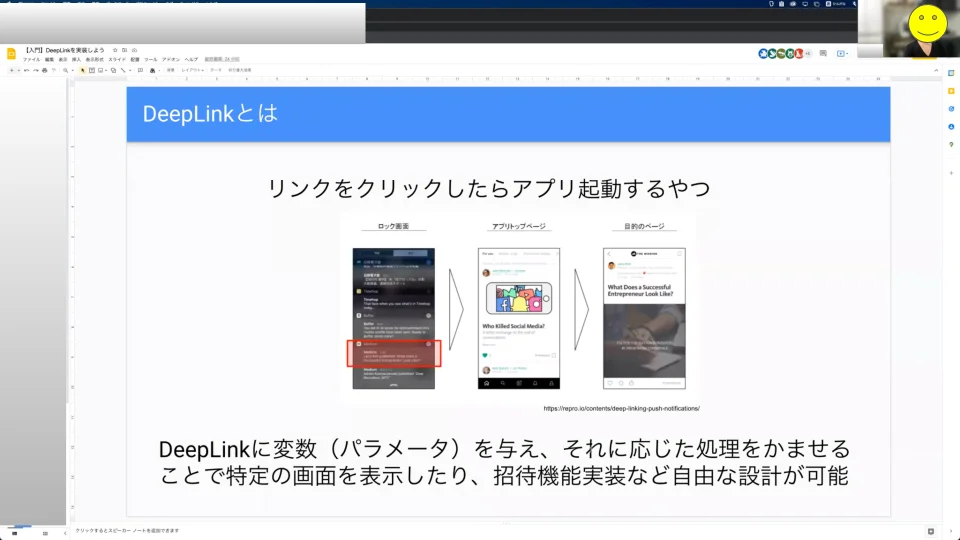 【入門】DeepLinkを実装しよう
ファイル 編集 表示 挿入 表示形式 スライド 配置 ツール アドオン ヘルプ
DeepLinkとは
リンクをクリックしたらアプリ起動するやつ
ロック画面
アプリトップページ
目的のページ
What Does a Successful
Entrepreneur Look Like?
Who Killed Social Media?
https://repro.io/contents/deep-linking-push-notifications/
DeepLinkに変数（パラメータ）を与え、それに応じた処理をかませる
ことで特定の画面を表示したり、招待機能実装など自由な設計が可能
クリックするとスピーカー ノートを追加できます